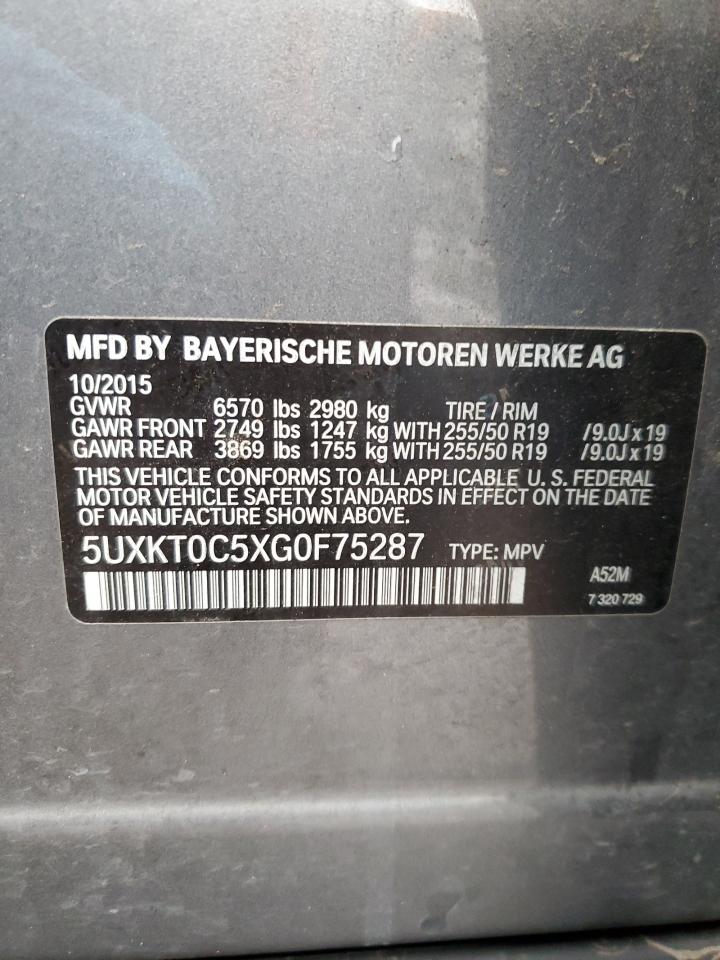 MFD BY BAYERISCHE MOTOREN WERKE AG
10/2015
GVWR 6570 lbs 2980 kg TIRE / RIM
GAWR FRONT 2749 lbs 1247 kg WITH 255/50 R19 /9.0J x 19
GAWR REAR 3869 lbs 1755 kg WITH 255/50 R19 /9.0J x 19
THIS VEHICLE CONFORMS TO ALL APPLICABLE U. S. FEDERAL
MOTOR VEHICLE SAFETY STANDARDS IN EFFECT ON THE DATE
OF MANUFACTURE SHOWN ABOVE.
5UXKT0C5XG0F75287 TYPE: MPV
A52M
7 320 729